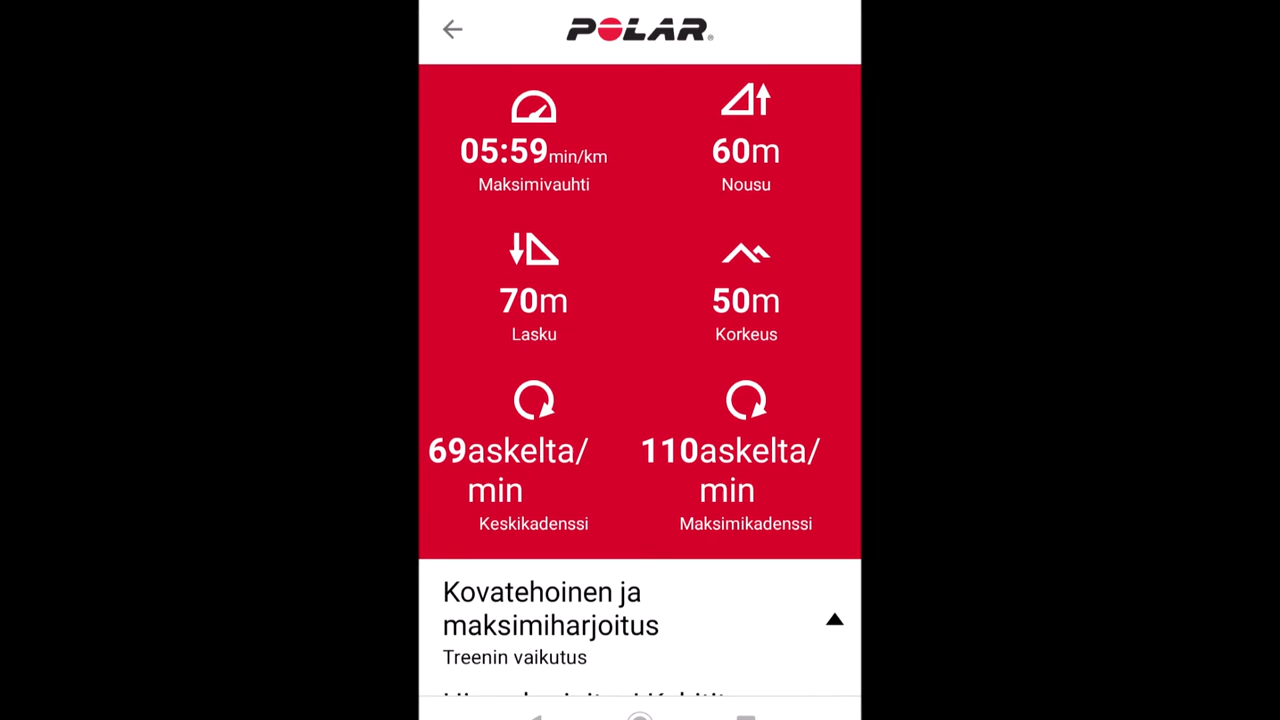 POLAR
05:59min/km
60m
Maksimivauhti
Nousu
70m
50m
Lasku
Korkeus
69askelta/
min
110askelta/
min
Keskikadenssi
Maksimikadenssi
Kovatehoinen ja
maksimiharjoitus
Treenin vaikutus